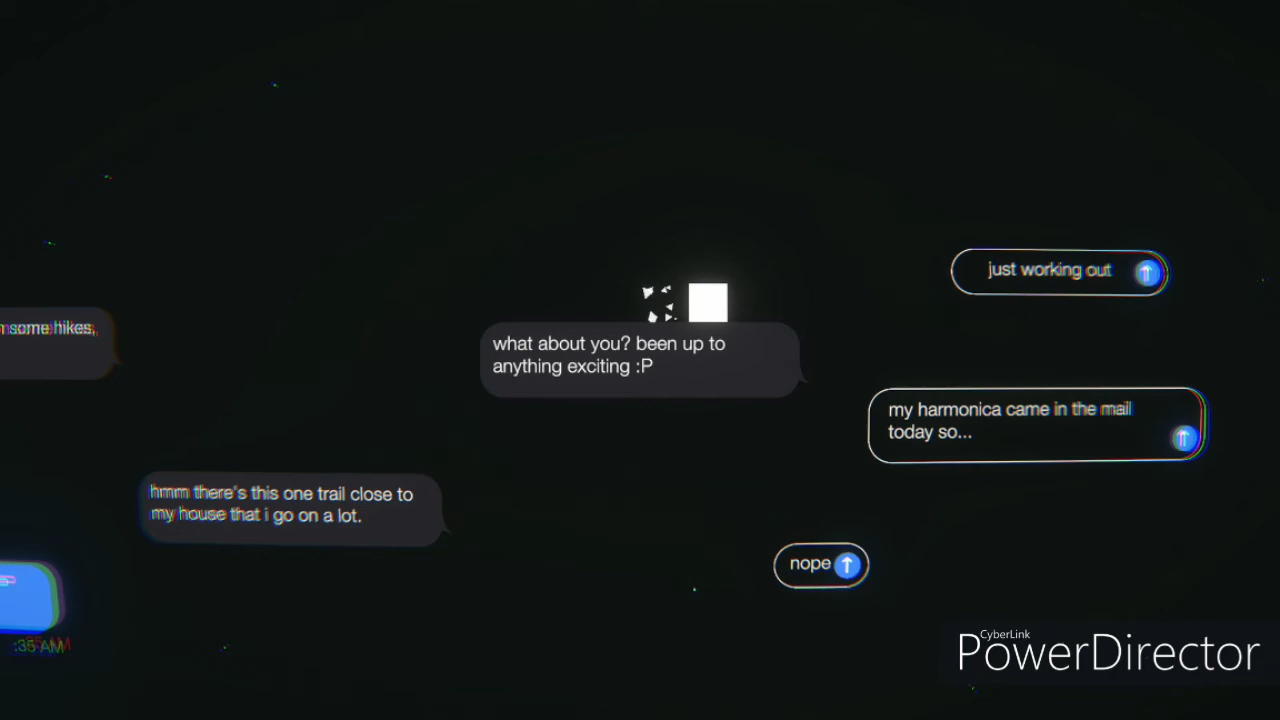 just working out
some hikes,
what about you? been up to
anything exciting :P
my harmonica came in the mail
today so...
hmm there's this one trail close to
my house that i go on a lot.
nope
:35 AM
CyberLink
PowerDirector